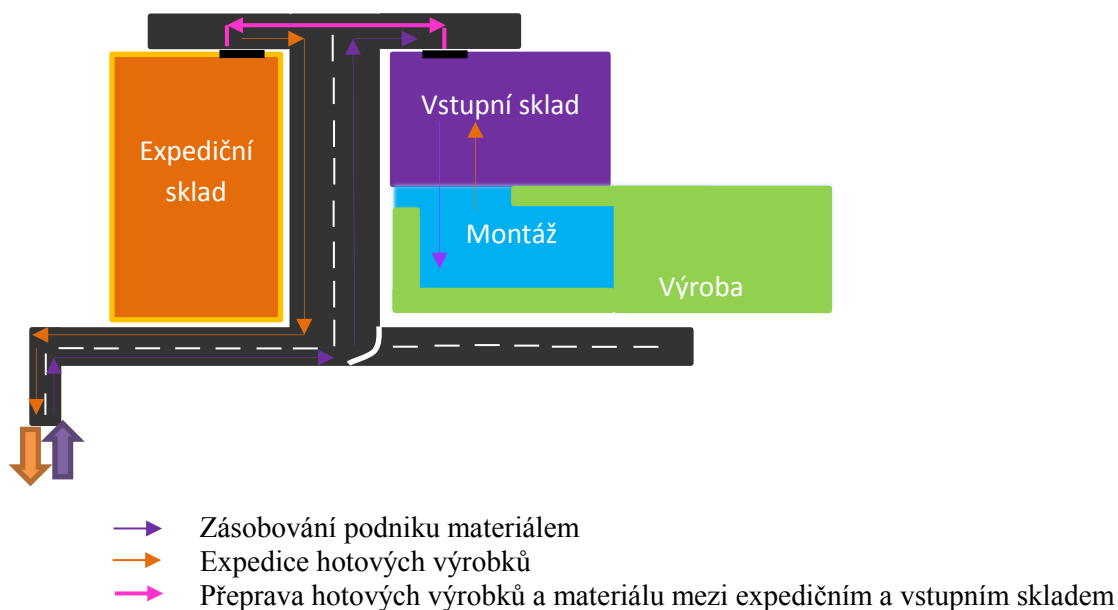 Expediční
sklad
Vstupní sklad
Montáž
Výroba
Zásobování podniku materiálem
Expedice hotových výrobků
Přeprava hotových výrobků a materiálu mezi expedičním a vstupním skladem